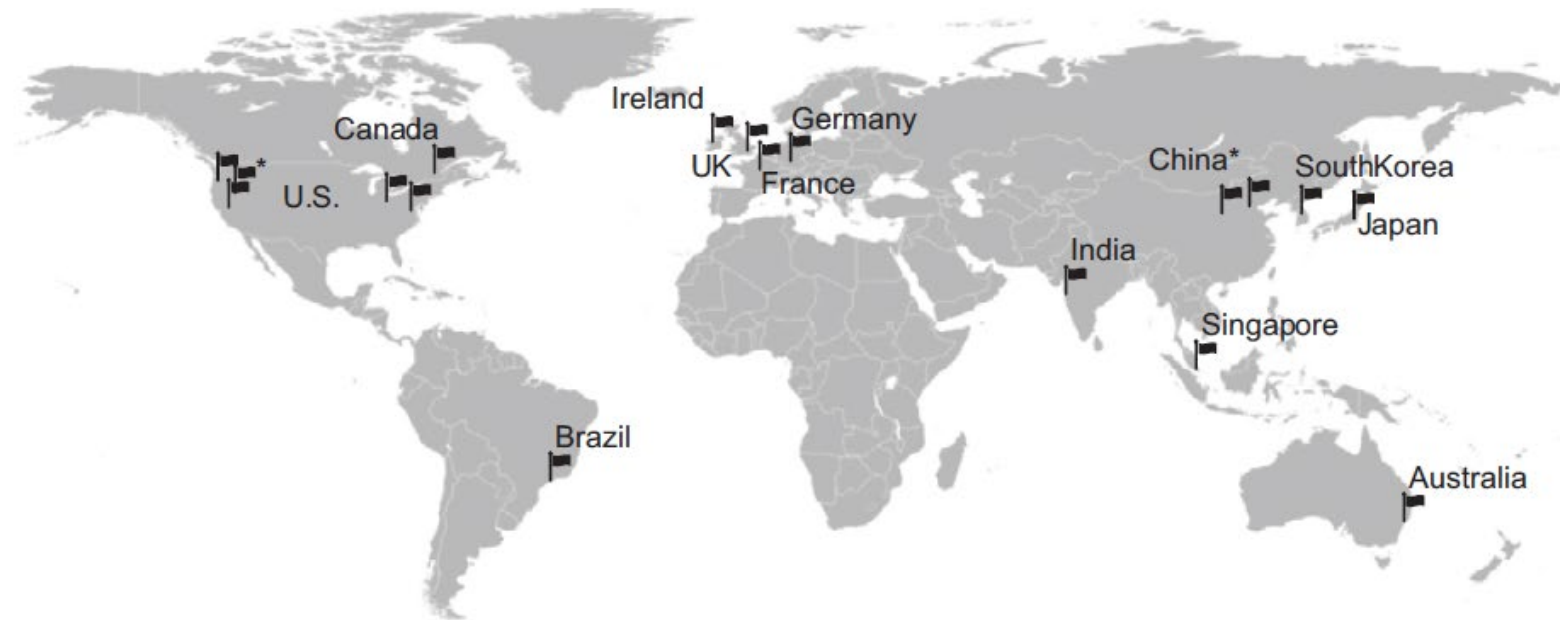 Ireland
Germany
Canada
*
UK
France
U.S.
China*
SouthKorea
Japan
India
Singapore
Brazil
Australia